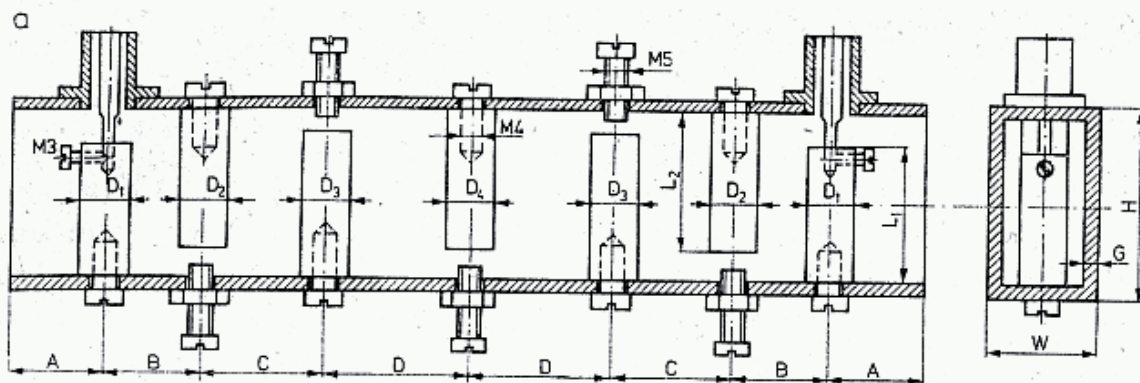 a
M5
M3
M4
D₁ D₂ D₃ D₄ D₃ D₂ D₁
L₂
L₁
H
G
W
A B C D D C B A